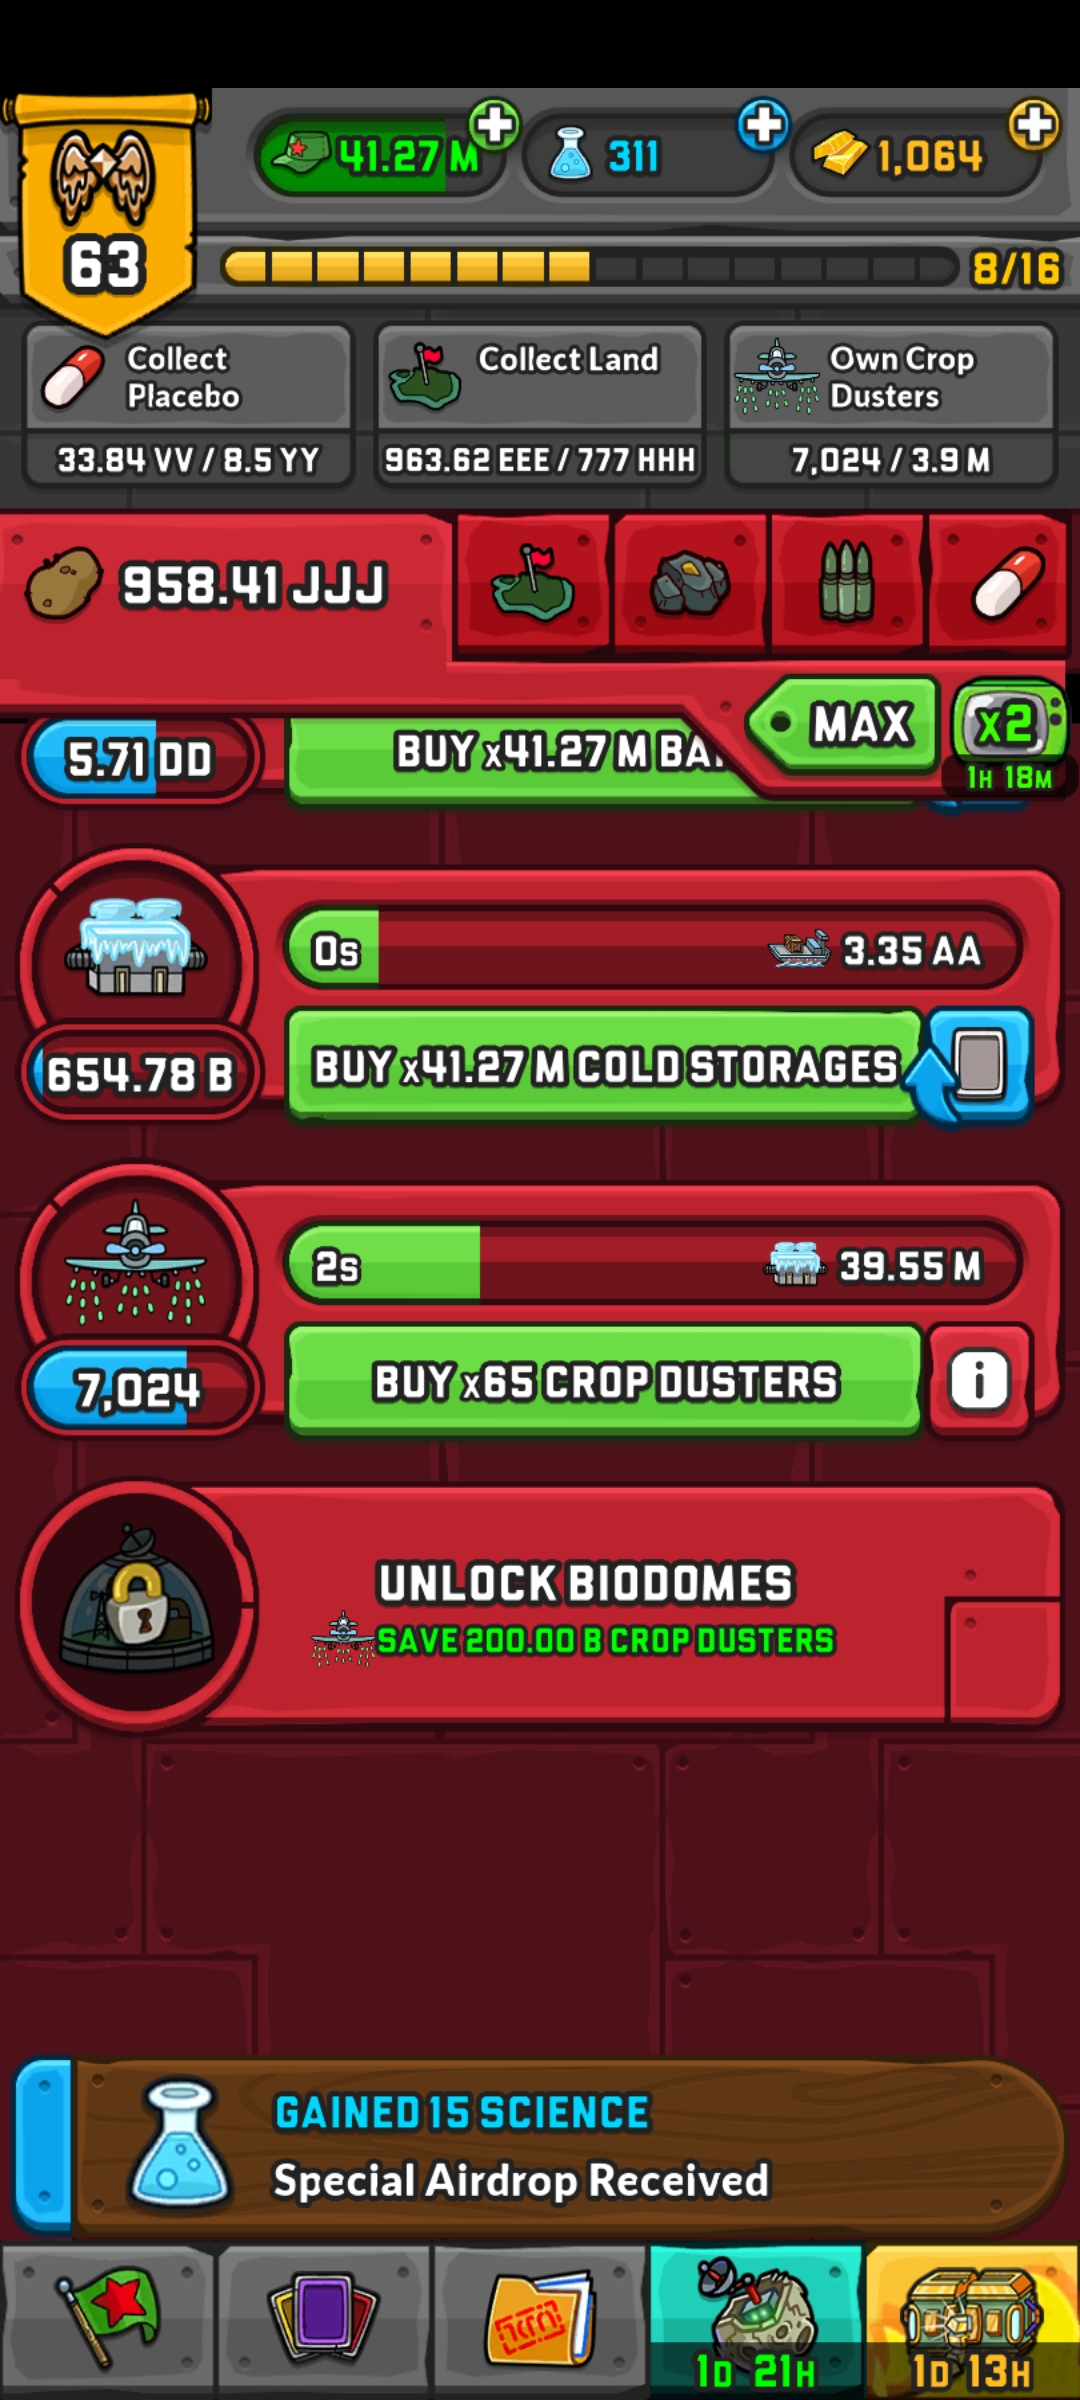 41.27 M
311
1,064
63
8/16
Collect
Placebo
33.84 VV / 8.5 YY
Collect Land
963.62 EEE / 777 HHH
Own Crop
Dusters
7,024 / 3.9 M
958.41 JJJ
MAX
x2
1H 18M
5.71 DD
BUY x41.27 M BA
0s
3.35 AA
654.78 B
BUY x41.27 M COLD STORAGES
2s
39.55 M
7,024
BUY x65 CROP DUSTERS
i
UNLOCK BIODOMES
SAVE 200.00 B CROP DUSTERS
GAINED 15 SCIENCE
Special Airdrop Received
1D 21H
1D 13H